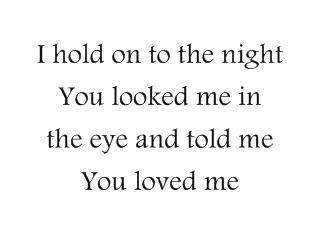 I hold on to the night
You looked me in
the eye and told me
You loved me